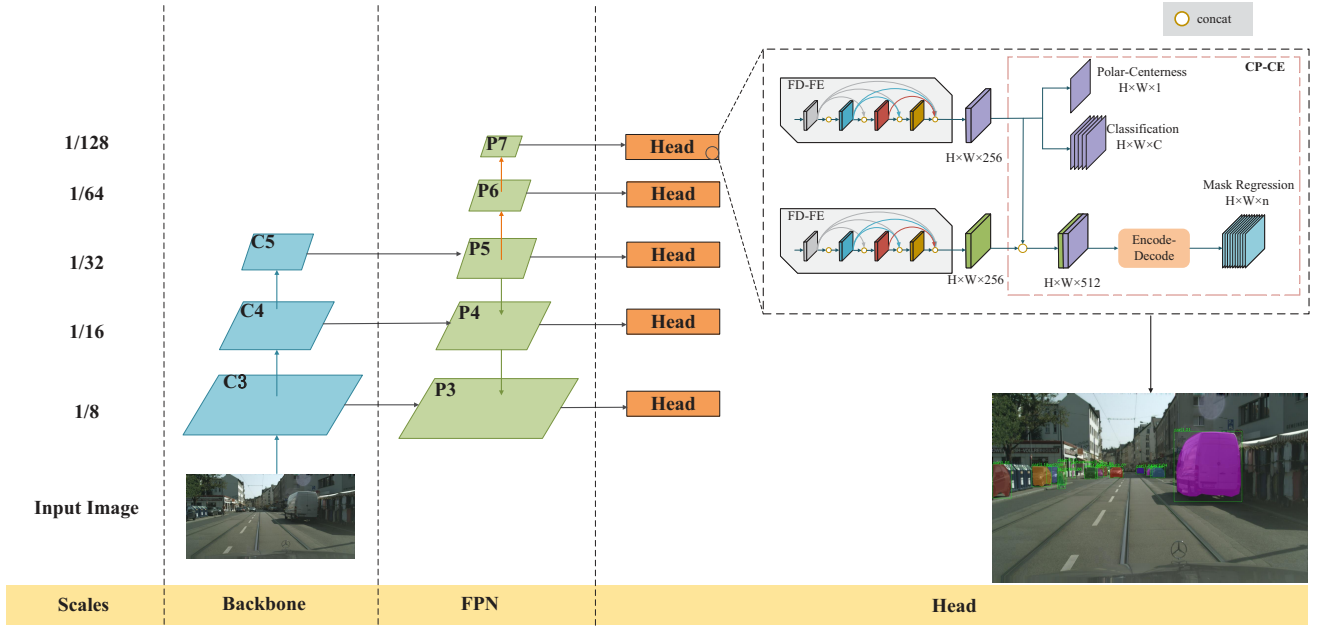 concat
CP-CE
FD-FE
Polar-Centerness
H×W×1
Classification
H×W×C
H×W×256
Mask Regression
H×W×n
FD-FE
Encode-
Decode
H×W×256
H×W×512
1/128
P7
Head
1/64
P6
Head
C5
P5
1/32
Head
C4
P4
1/16
Head
C3
P3
1/8
Head
Input Image
Scales
Backbone
FPN
Head